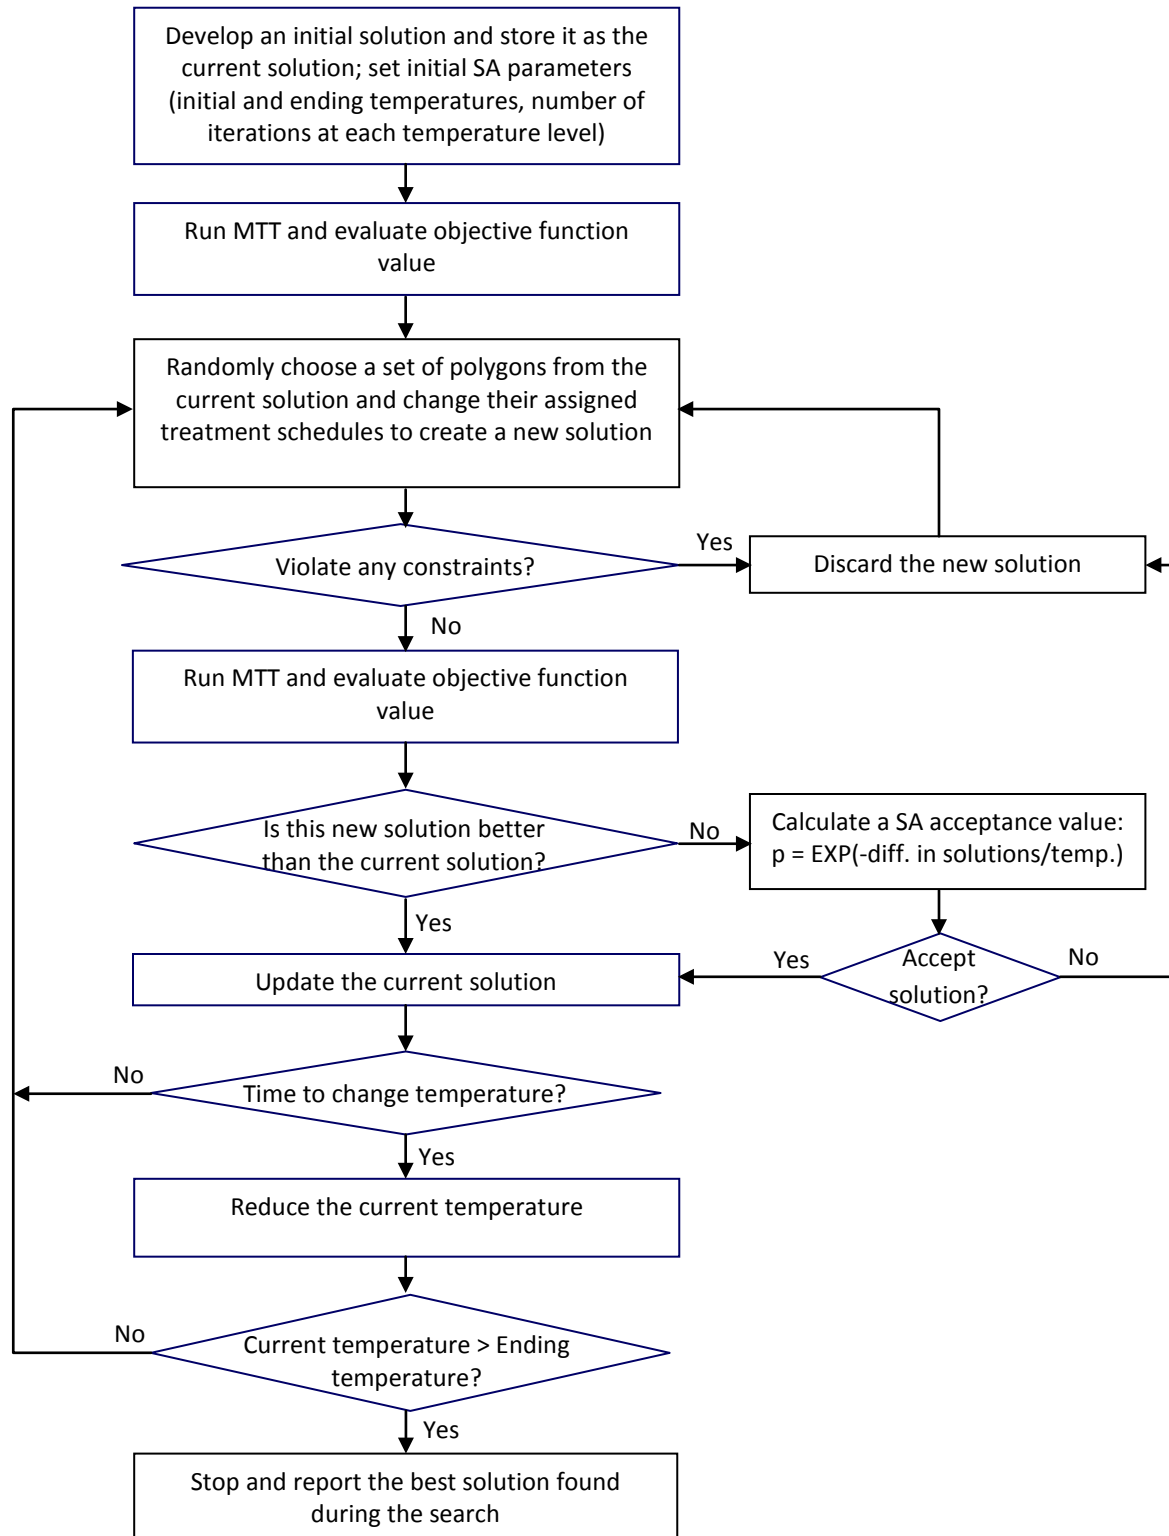 Develop an initial solution and store it as the
current solution; set initial SA parameters
(initial and ending temperatures, number of
iterations at each temperature level)
Run MTT and evaluate objective function
value
Randomly choose a set of polygons from the
current solution and change their assigned
treatment schedules to create a new solution
Violate any constraints?
Yes
Discard the new solution
No
Run MTT and evaluate objective function
value
Is this new solution better
than the current solution?
No
Calculate a SA acceptance value:
p = EXP(-diff. in solutions/temp.)
Yes
Update the current solution
Yes
Accept
solution?
No
No
Time to change temperature?
Yes
Reduce the current temperature
No
Current temperature > Ending
temperature?
Yes
Stop and report the best solution found
during the search